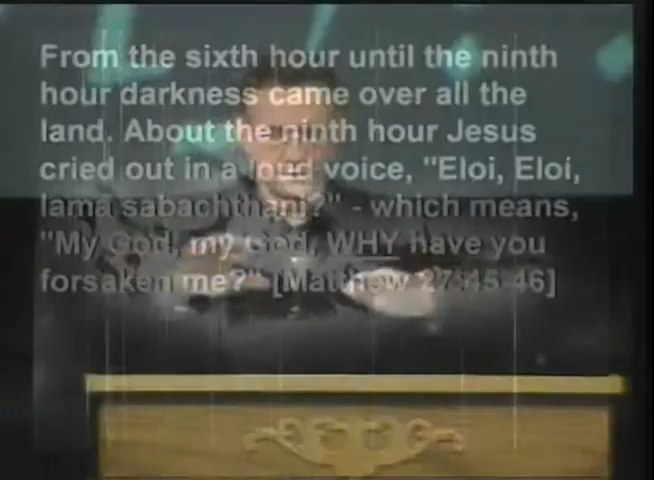 From the sixth hour until the ninth
hour darkness came over all the
land. About the ninth hour Jesus
cried out in a loud voice, "Eloi, Eloi,
lama sabachthani?" - which means,
"My God, my God, WHY have you
forsaken me?" [Matthew 27:45-46]